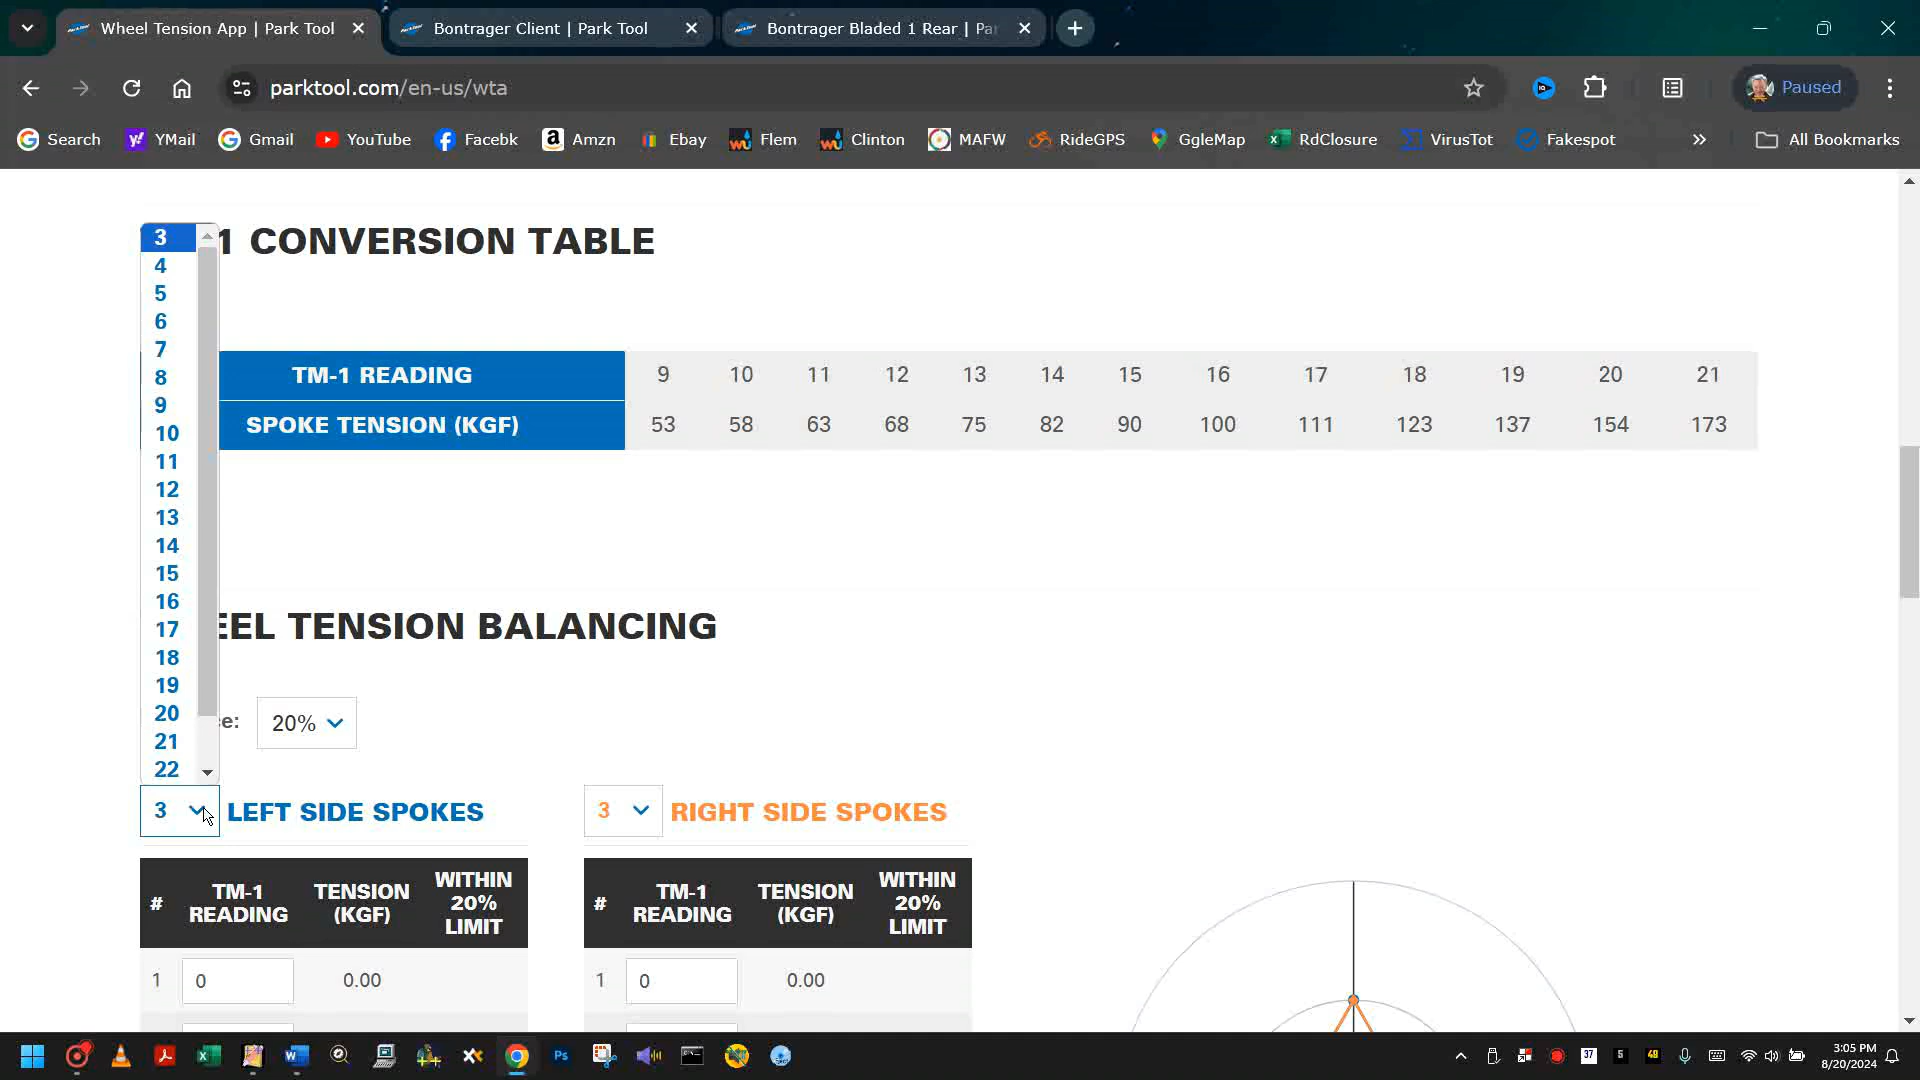 Wheel Tension App | Park Tool
Bontrager Client | Park Tool
Bontrager Bladed 1 Rear | Par
parktool.com/en-us/wta
Paused
Search
YMail
Gmail
YouTube
Facebk
Amzn
Ebay
Flem
Clinton
MAFW
RideGPS
GgleMap
RdClosure
VirusTot
Fakespot
All Bookmarks
1 CONVERSION TABLE
3
4
5
6
7
8
9
10
11
12
13
14
15
16
17
18
19
20
21
22
TM-1 READING 9 10 11 12 13 14 15 16 17 18 19 20 21
SPOKE TENSION (KGF) 53 58 63 68 75 82 90 100 111 123 137 154 173
EEL TENSION BALANCING
ce: 20%
3 LEFT SIDE SPOKES
3 RIGHT SIDE SPOKES
# TM-1 READING TENSION (KGF) WITHIN 20% LIMIT
# TM-1 READING TENSION (KGF) WITHIN 20% LIMIT
1 0 0.00
1 0 0.00
37
5
48
3:05 PM
8/20/2024